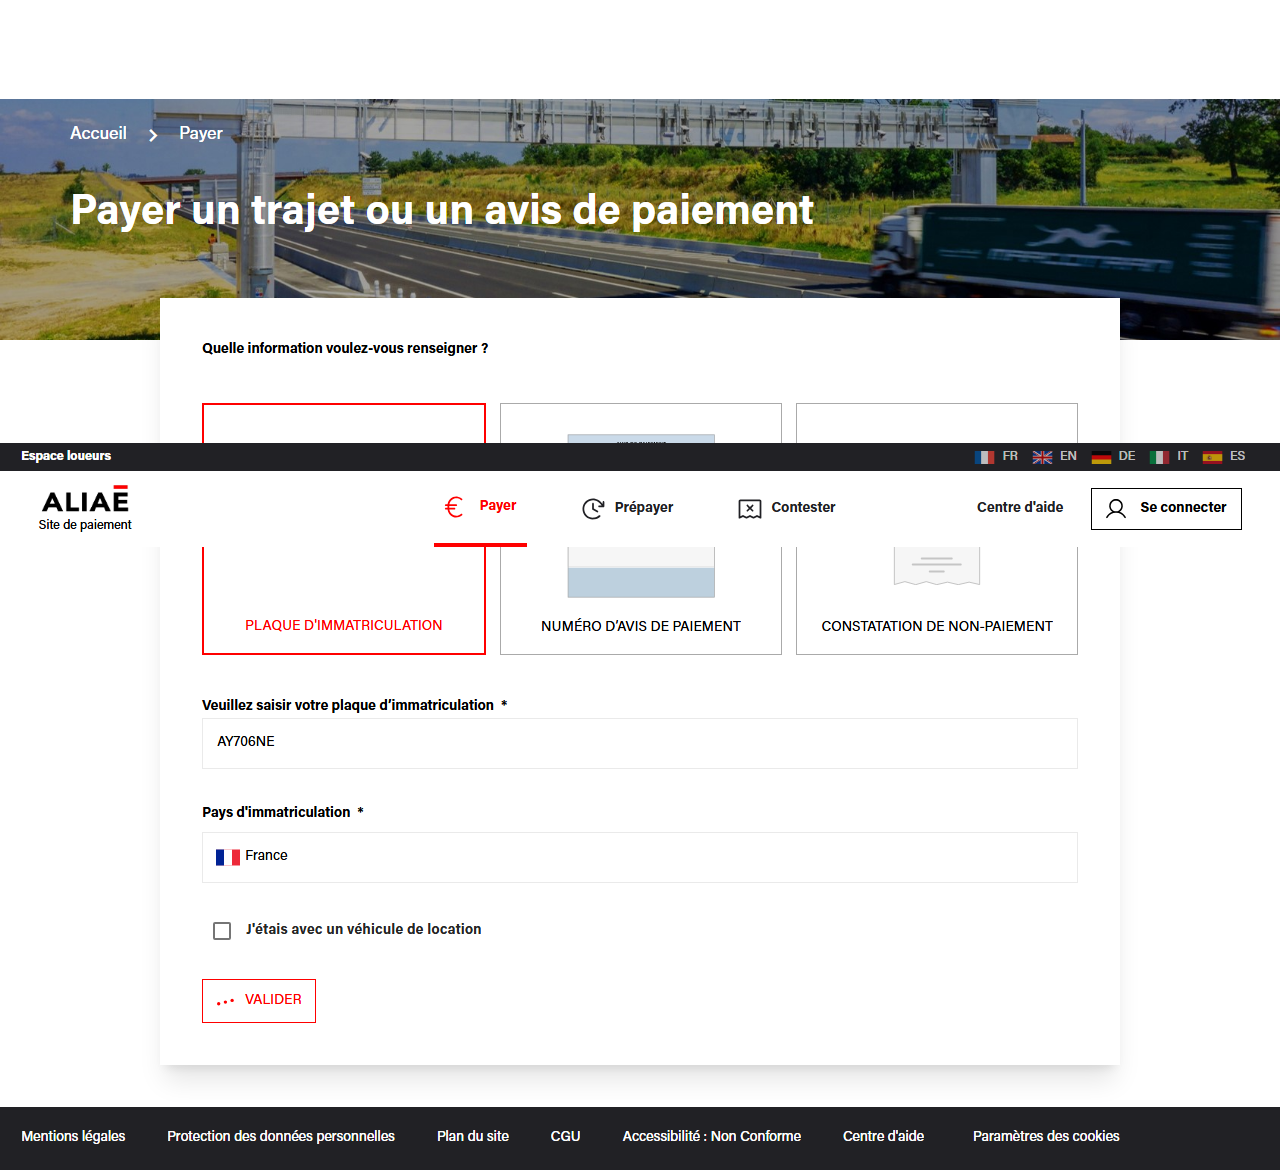 Accueil > Payer
Payer un trajet ou un avis de paiement
Quelle information voulez-vous renseigner ?
Espace loueurs
FR EN DE IT ES
ALIAE
Site de paiement
Payer
Prépayer
Contester
Centre d'aide
Se connecter
PLAQUE D'IMMATRICULATION
NUMÉRO D’AVIS DE PAIEMENT
CONSTATATION DE NON-PAIEMENT
Veuillez saisir votre plaque d’immatriculation *
AY706NE
Pays d'immatriculation *
France
J'étais avec un véhicule de location
VALIDER
Mentions légales
Protection des données personnelles
Plan du site
CGU
Accessibilité : Non Conforme
Centre d'aide
Paramètres des cookies